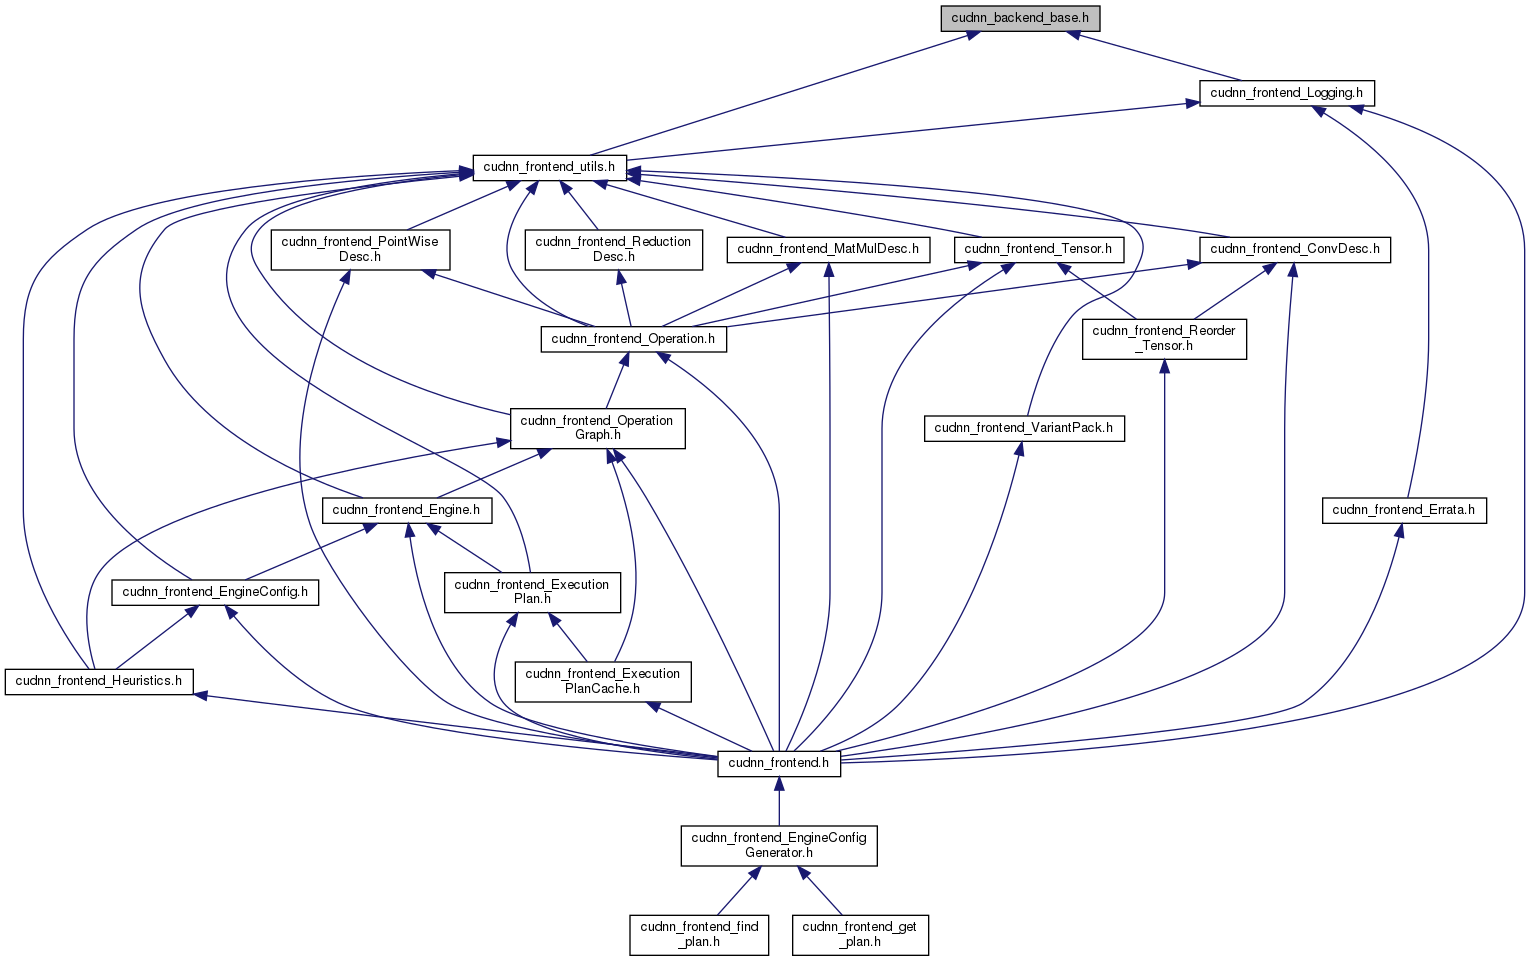 cudnn_backend_base.h
cudnn_frontend_Logging.h
cudnn_frontend_utils.h
cudnn_frontend_PointWise
Desc.h
cudnn_frontend_Reduction
Desc.h
cudnn_frontend_MatMulDesc.h
cudnn_frontend_Tensor.h
cudnn_frontend_ConvDesc.h
cudnn_frontend_Operation.h
cudnn_frontend_Reorder
_Tensor.h
cudnn_frontend_Operation
Graph.h
cudnn_frontend_VariantPack.h
cudnn_frontend_Engine.h
cudnn_frontend_Errata.h
cudnn_frontend_EngineConfig.h
cudnn_frontend_Execution
Plan.h
cudnn_frontend_Heuristics.h
cudnn_frontend_Execution
PlanCache.h
cudnn_frontend.h
cudnn_frontend_EngineConfig
Generator.h
cudnn_frontend_find
_plan.h
cudnn_frontend_get
_plan.h